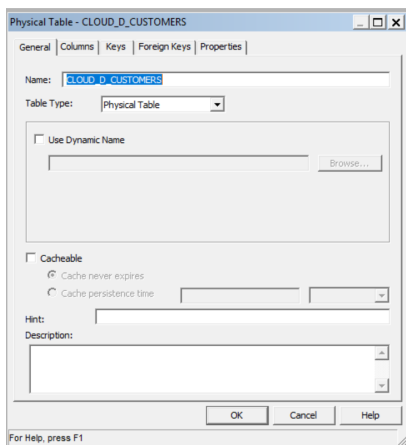 Physical Table - CLOUD_D_CUSTOMERS
General Columns Keys Foreign Keys Properties
Name: CLOUD_D_CUSTOMERS
Table Type: Physical Table
Use Dynamic Name
Browse...
Cacheable
Cache never expires
Cache persistence time
Hint:
Description:
OK Cancel Help
For Help, press F1